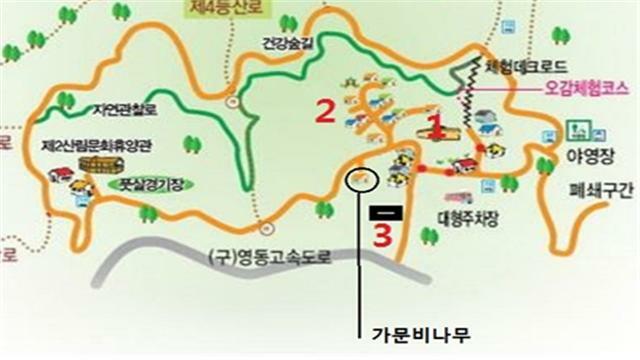 제4등산로
건강숲길
체험데크로드
오감체험코스
자연관찰로
2
1
제2산림문화휴양관
야영장
풋살경기장
폐쇄구간
대형주차장
3
(구)영동고속도로
가문비나무